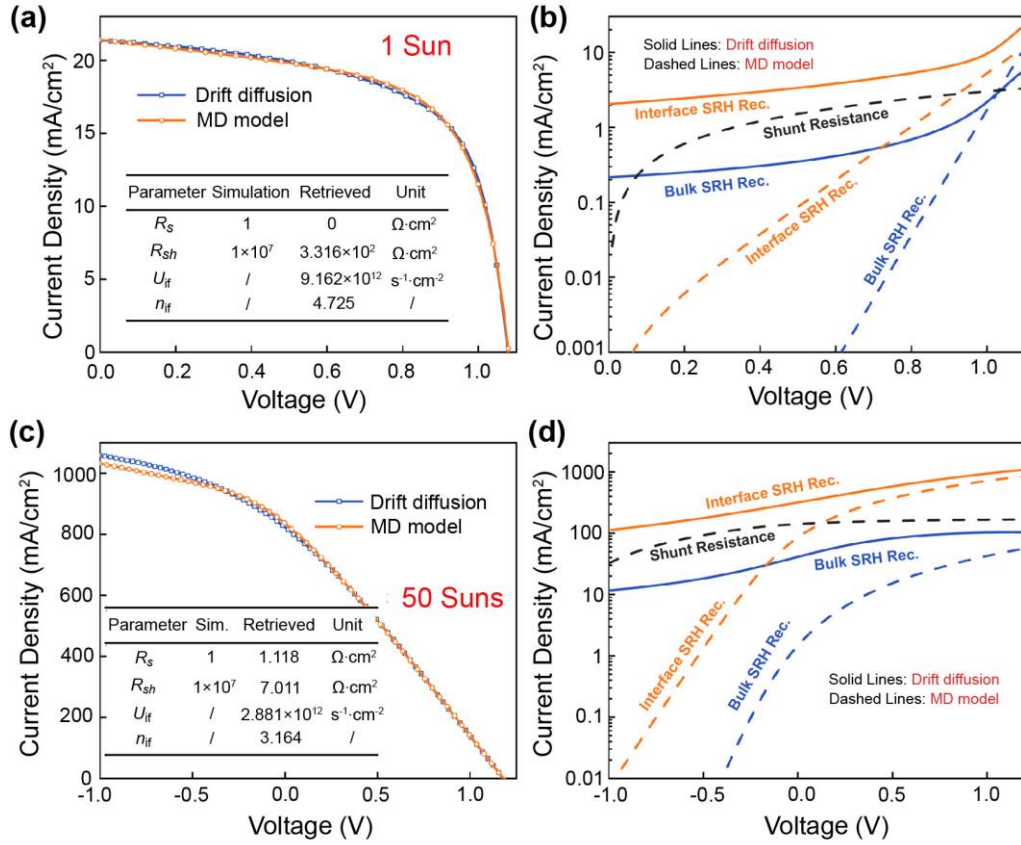 (a)
Current Density (mA/cm²)
20
15
10
5
0
1 Sun
Drift diffusion
MD model
Parameter Simulation Retrieved Unit
Rs 1 0 Ω·cm²
Rsh 1×10⁷ 3.316×10² Ω·cm²
Uif / 9.162×10¹² s⁻¹·cm⁻²
nif / 4.725 /
0.0 0.2 0.4 0.6 0.8 1.0
Voltage (V)
(b)
Current Density (mA/cm²)
10
1
0.1
0.01
0.001
Solid Lines: Drift diffusion
Dashed Lines: MD model
Interface SRH Rec.
Shunt Resistance
Bulk SRH Rec.
Interface SRH Rec.
Bulk SRH Rec.
0.0 0.2 0.4 0.6 0.8 1.0
Voltage (V)
(c)
Current Density (mA/cm²)
1000
800
600
400
200
0
Drift diffusion
MD model
50 Suns
Parameter Sim. Retrieved Unit
Rs 1 1.118 Ω·cm²
Rsh 1×10⁷ 7.011 Ω·cm²
Uif / 2.881×10¹² s⁻¹·cm⁻²
nif / 3.164 /
-1.0 -0.5 0.0 0.5 1.0
Voltage (V)
(d)
Current Density (mA/cm²)
1000
100
10
1
0.1
0.01
Interface SRH Rec.
Shunt Resistance
Bulk SRH Rec.
Interface SRH Rec.
Bulk SRH Rec.
Solid Lines: Drift diffusion
Dashed Lines: MD model
-1.0 -0.5 0.0 0.5 1.0
Voltage (V)